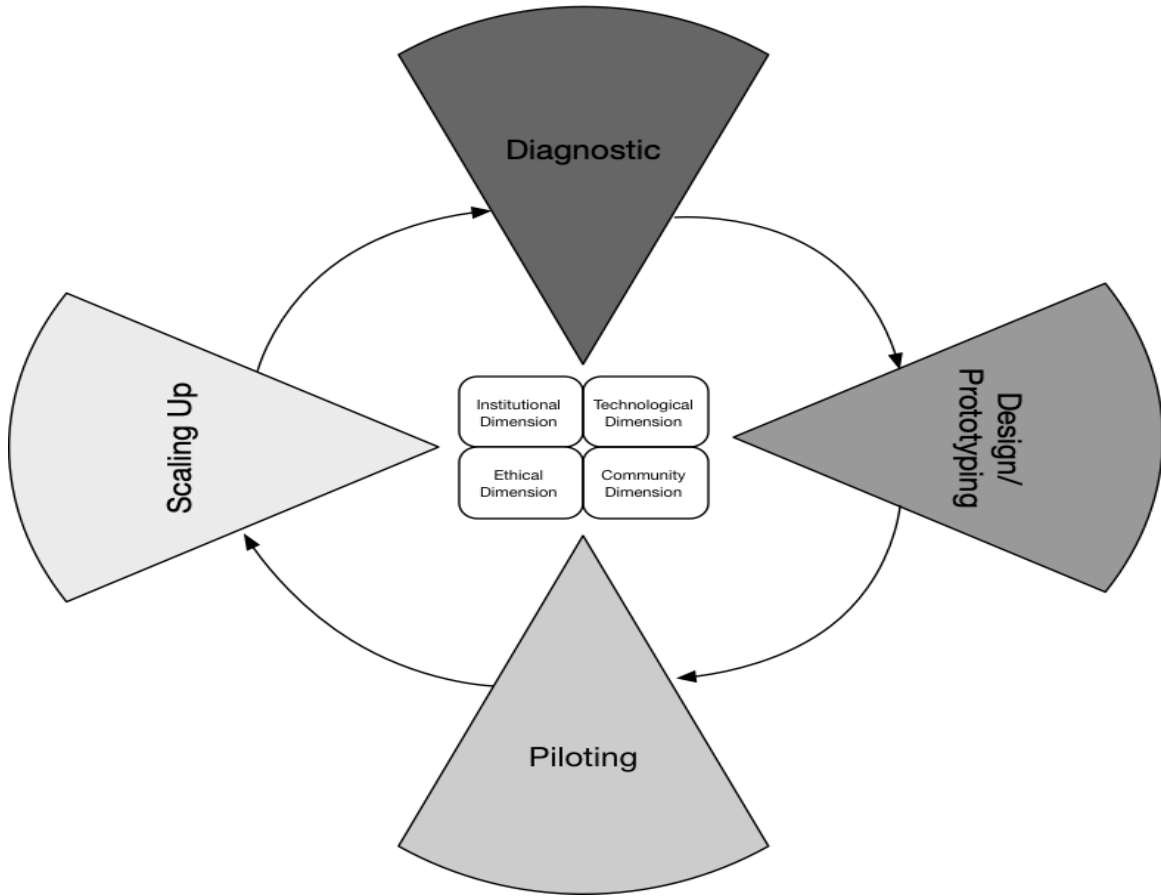 Diagnostic
Institutional
Dimension
Technological
Dimension
Ethical
Dimension
Community
Dimension
Design/
Prototyping
Piloting
Scaling Up